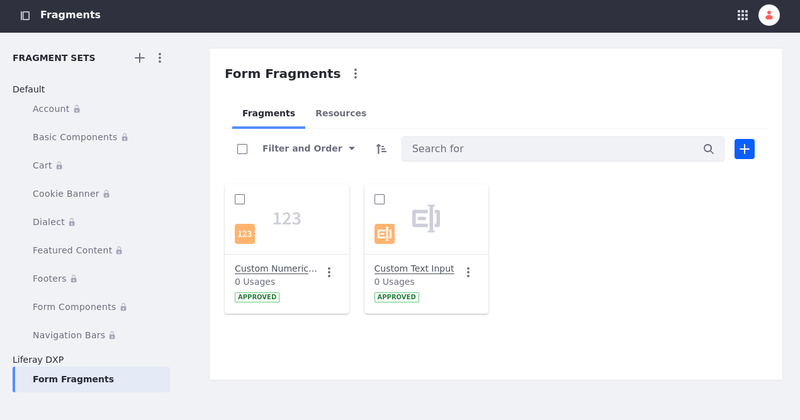 Fragments
FRAGMENT SETS
Default
Account
Basic Components
Cart
Cookie Banner
Dialect
Featured Content
Footers
Form Components
Navigation Bars
Liferay DXP
Form Fragments
Form Fragments
Fragments Resources
Filter and Order
Search for
123
123
Custom Numeric...
0 Usages
APPROVED
Custom Text Input
0 Usages
APPROVED